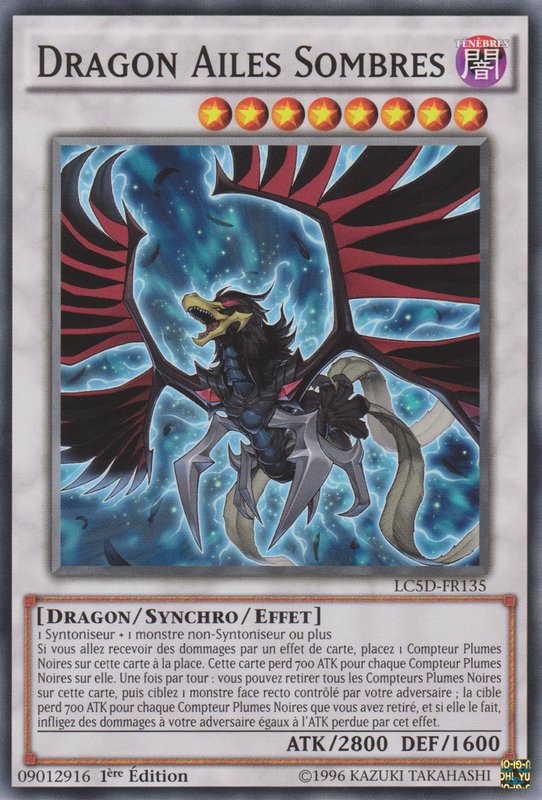 Dragon Ailes Sombres
TÉNÈBRES
闇
LC5D-FR135
[Dragon/Synchro/Effet]
1 Syntoniseur + 1 monstre non-Syntoniseur ou plus
Si vous allez recevoir des dommages par un effet de carte, placez 1 Compteur Plumes
Noires sur cette carte à la place. Cette carte perd 700 ATK pour chaque Compteur Plumes
Noires sur elle. Une fois par tour : vous pouvez retirer tous les Compteurs Plumes Noires
sur cette carte, puis ciblez 1 monstre face recto contrôlé par votre adversaire ; la cible
perd 700 ATK pour chaque Compteur Plumes Noires que vous avez retiré, et si elle le fait,
infligez des dommages à votre adversaire égaux à l'ATK perdue par cet effet.
ATK/2800 DEF/1600
09012916 1ère Édition ©1996 KAZUKI TAKAHASHI